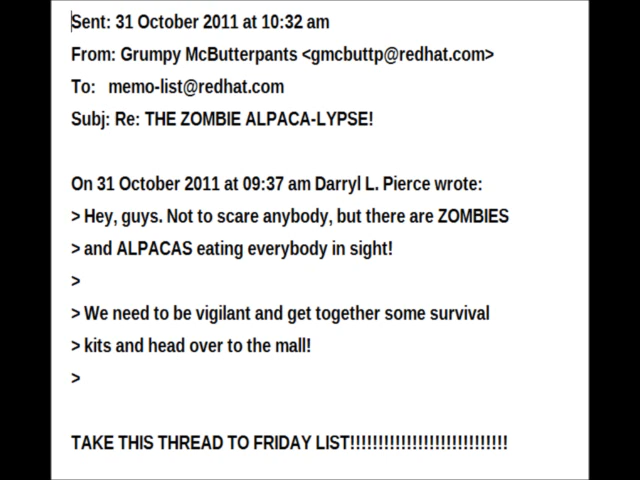 Sent: 31 October 2011 at 10:32 am
From: Grumpy McButterpants <gmcbuttp@redhat.com>
To: memo-list@redhat.com
Subj: Re: THE ZOMBIE ALPACA-LYPSE!
On 31 October 2011 at 09:37 am Darryl L. Pierce wrote:
> Hey, guys. Not to scare anybody, but there are ZOMBIES
> and ALPACAS eating everybody in sight!
>
> We need to be vigilant and get together some survival
> kits and head over to the mall!
>
TAKE THIS THREAD TO FRIDAY LIST!!!!!!!!!!!!!!!!!!!!!!!!!!!!